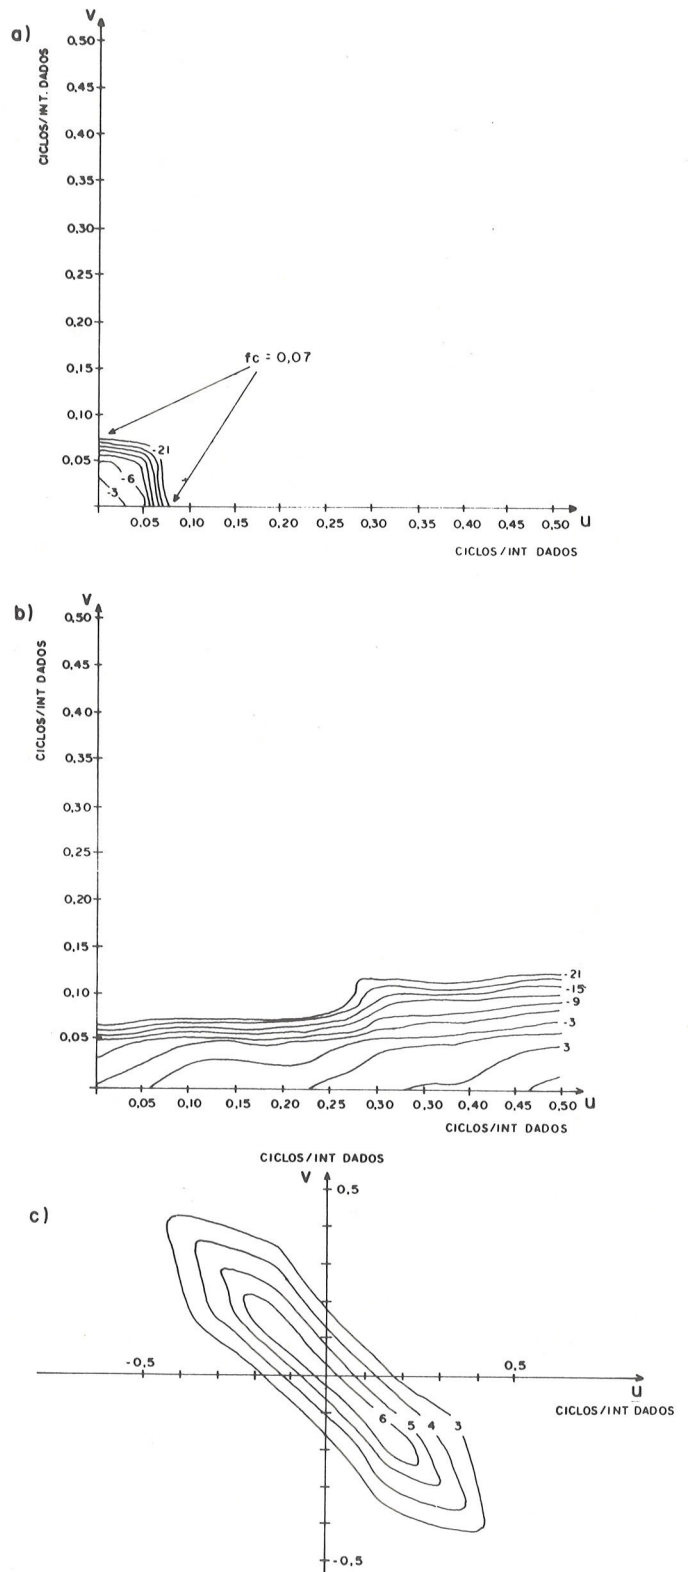 a)
V
CICLOS/INT. DADOS
0,50
0,45
0,40
0,35
0,30
0,25
0,20
0,15
0,10
0,05
fc = 0,07
-21
-6
-3
0,05 0,10 0,15 0,20 0,25 0,30 0,35 0,40 0,45 0,50 U
CICLOS/INT DADOS
b)
V
CICLOS/INT DADOS
0,50
0,45
0,40
0,35
0,30
0,25
0,20
0,15
0,10
0,05
-21
-15
-9
-3
3
0,05 0,10 0,15 0,20 0,25 0,30 0,30 0,40 0,45 0,50 U
CICLOS/INT DADOS
c)
CICLOS/INT DADOS
V
0,5
-0,5
0,5
U
CICLOS/INT DADOS
6 5 4 3
-0,5